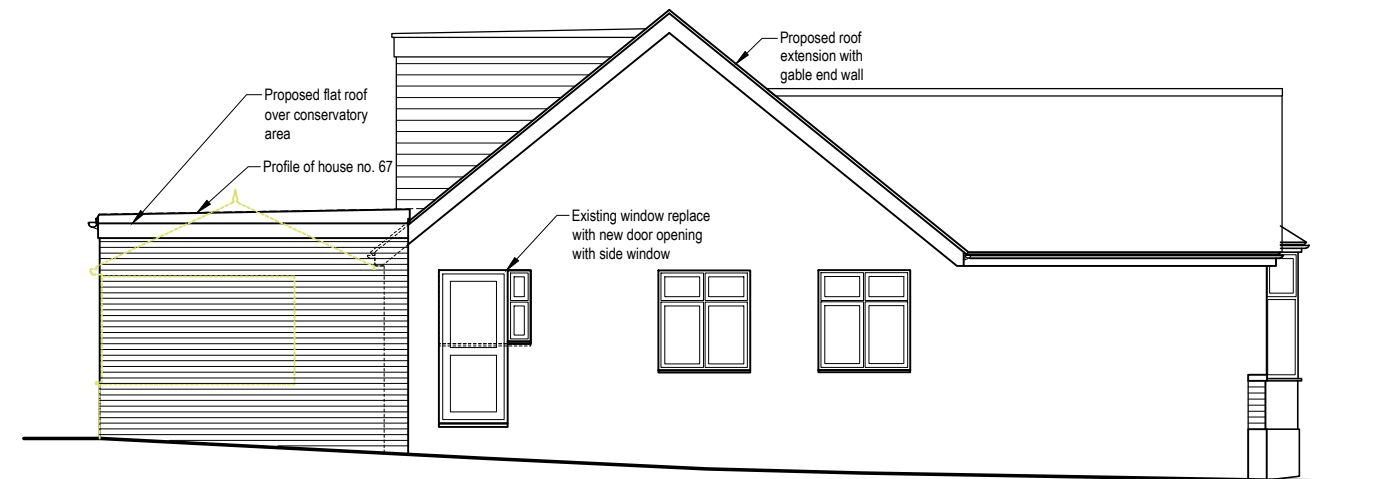 Proposed roof
extension with
gable end wall
Proposed flat roof
over conservatory
area
Profile of house no. 67
Existing window replace
with new door opening
with side window